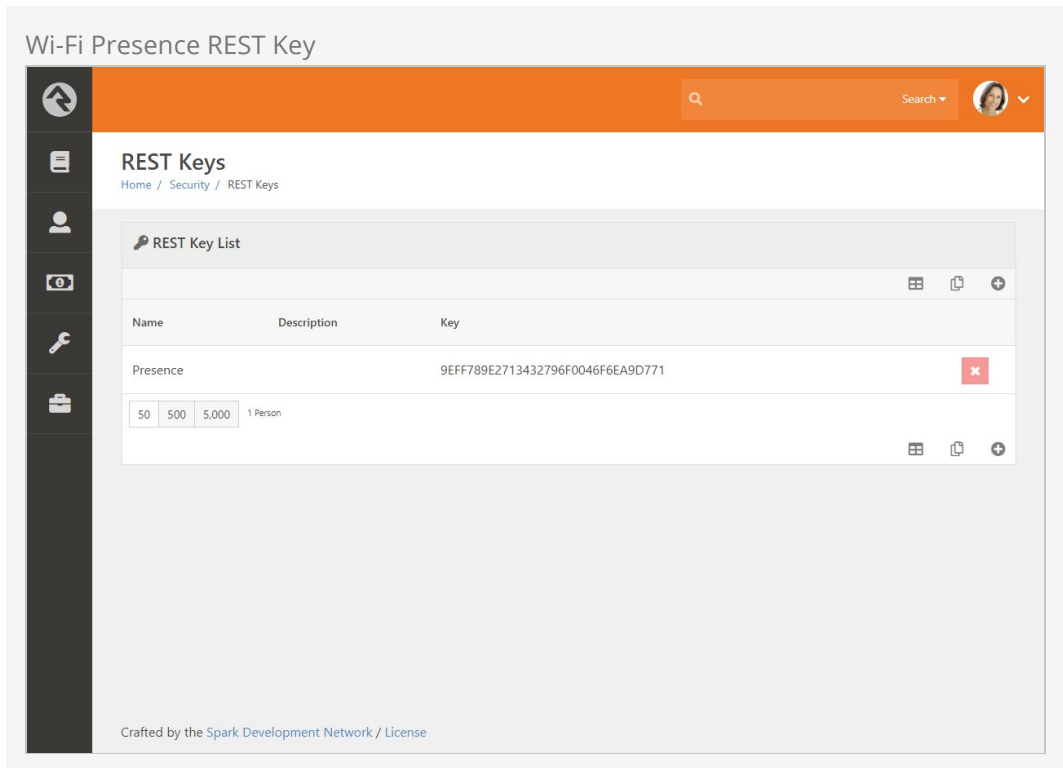 Wi-Fi Presence REST Key
Search
REST Keys
Home / Security / REST Keys
REST Key List
Name Description Key
Presence 9EFF789E2713432796F0046F6EA9D771
50 500 5,000 1 Person
Crafted by the Spark Development Network / License